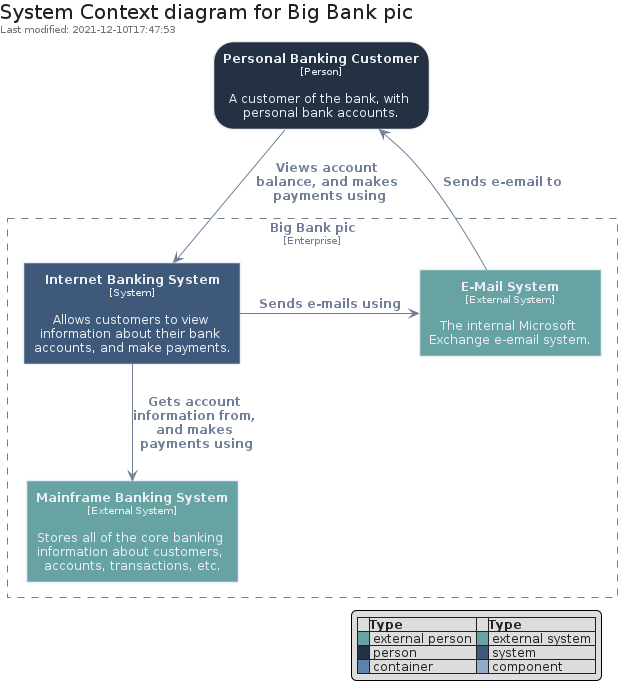 System Context diagram for Big Bank pic
Last modified: 2021-12-10T17:47:53
Personal Banking Customer
[Person]
A customer of the bank, with
personal bank accounts.
Views account
balance, and makes
payments using
Sends e-email to
Big Bank pic
[Enterprise]
Internet Banking System
[System]
Allows customers to view
information about their bank
accounts, and make payments.
Sends e-mails using
E-Mail System
[External System]
The internal Microsoft
Exchange e-email system.
Gets account
information from,
and makes
payments using
Mainframe Banking System
[External System]
Stores all of the core banking
information about customers,
accounts, transactions, etc.
Type Type
external person external system
person system
container component